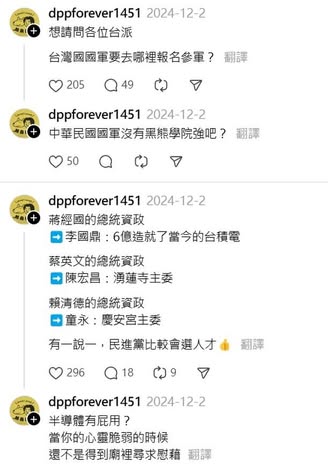 dppforever1451 2024-12-2
想請問各位台派
台灣國國軍要去哪裡報名參軍？ 翻譯
205 49
dppforever1451 2024-12-2
中華民國國軍沒有黑熊學院強吧？ 翻譯
50
dppforever1451 2024-12-2
蔣經國的總統資政
➡️李國鼎：6億造就了當今的台積電
蔡英文的總統資政
➡️陳宏昌：湧蓮寺主委
賴清德的總統資政
➡️童永：慶安宮主委
有一說一，民進黨比較會選人才👍 翻譯
296 18 9
dppforever1451 2024-12-2
半導體有屁用？
當你的心靈脆弱的時候
還不是得到廟裡尋求慰藉 翻譯